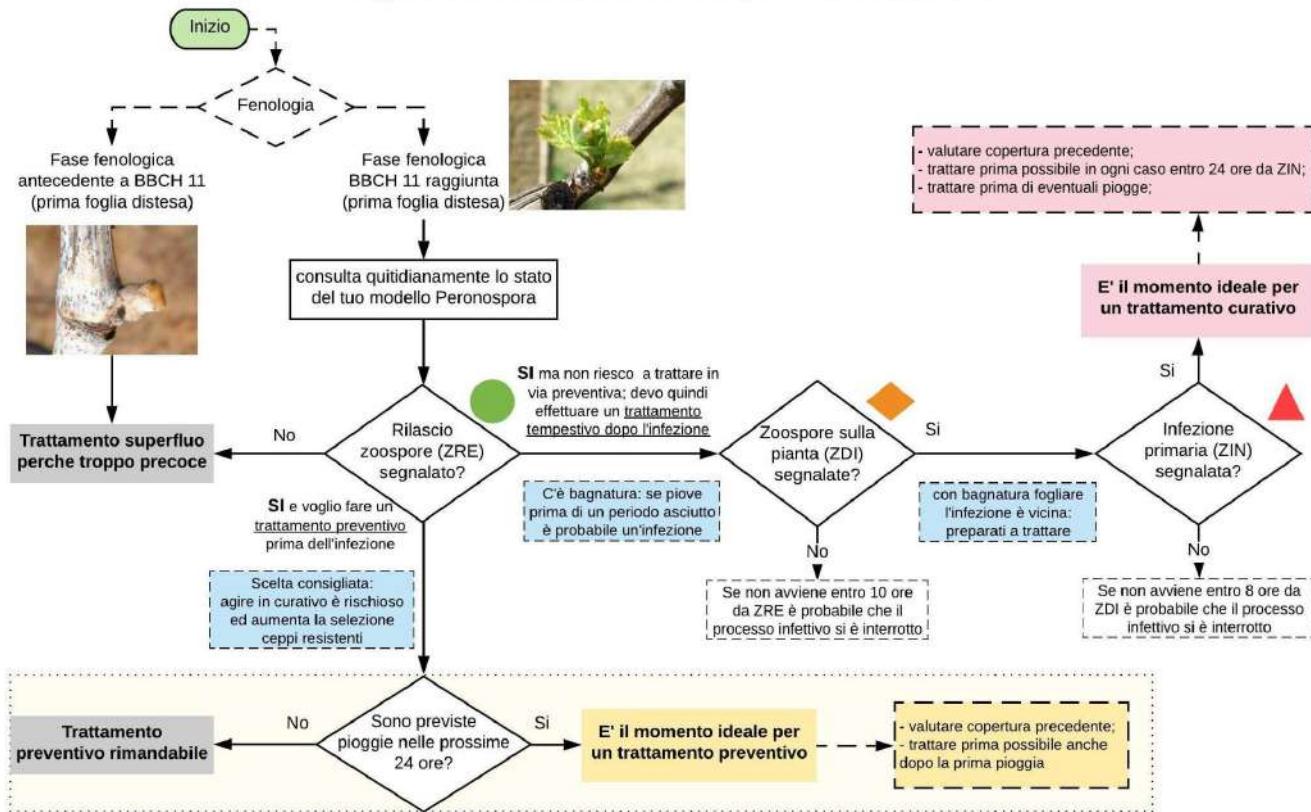 Inizio
Fenologia
Fase fenologica
antecedente a BBCH 11
(prima foglia distesa)
Fase fenologica
BBCH 11 raggiunta
(prima foglia distesa)
- valutare copertura precedente;
- trattare prima possibile in ogni caso entro 24 ore da ZIN;
- trattare prima di eventuali piogge;
consulta quitidianamente lo stato
del tuo modello Peronospora
E' il momento ideale per
un trattamento curativo
Si
SI ma non riesco a trattare in
via preventiva; devo quindi
effettuare un trattamento
tempestivo dopo l'infezione
Trattamento superfluo
perche troppo precoce
No
Rilascio
zoospore (ZRE)
segnalato?
Zoospore sulla
pianta (ZDI)
segnalate?
Si
Infezione
primaria (ZIN)
segnalata?
SI e voglio fare un
trattamento preventivo
prima dell'infezione
C'è bagnatura: se piove
prima di un periodo asciutto
è probabile un'infezione
con bagnatura fogliare
l'infezione è vicina:
preparati a trattare
No
No
Scelta consigliata:
agire in curativo è rischioso
ed aumenta la selezione
ceppi resistenti
Se non avviene entro 10 ore
da ZRE è probabile che il
processo infettivo si è interrotto
Se non avviene entro 8 ore da
ZDI è probabile che il processo
infettivo si è interrotto
Trattamento
preventivo rimandabile
No
Sono previste
pioggie nelle prossime
24 ore?
Si
E' il momento ideale per
un trattamento preventivo
- valutare copertura precedente;
- trattare prima possibile anche
dopo la prima pioggia